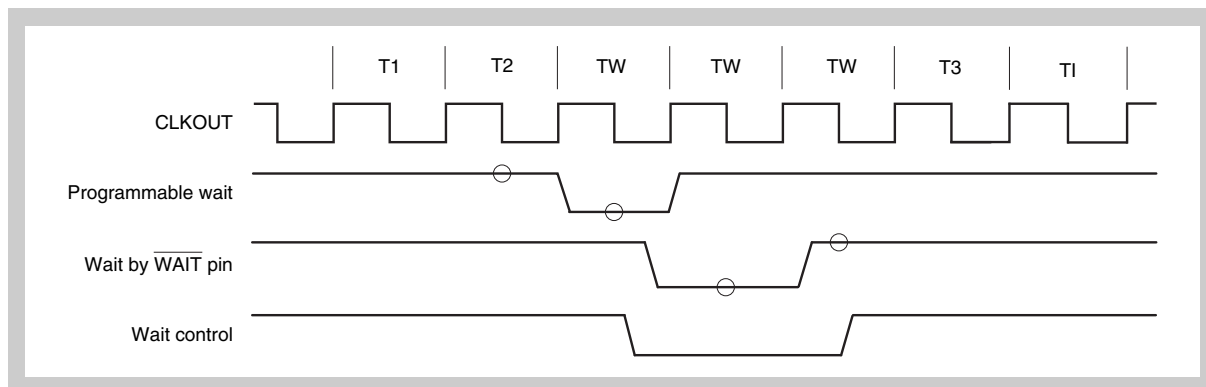 T1 T2 TW TW TW T3 TI
CLKOUT
Programmable wait
Wait by WAIT pin
Wait control